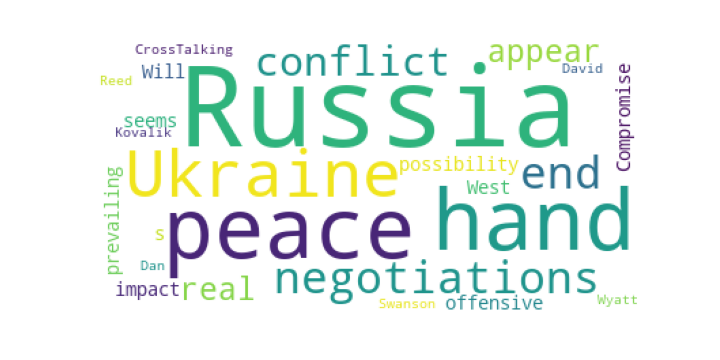 CrossTalking
conflict
appear
Will
David
Reed
Russia
Compromise
seems
Kovalik
Ukraine
possibility
end
West
prevailing
peace
hand
s
Dan
negotiations
impact
real
Swanson
offensive
Wyatt